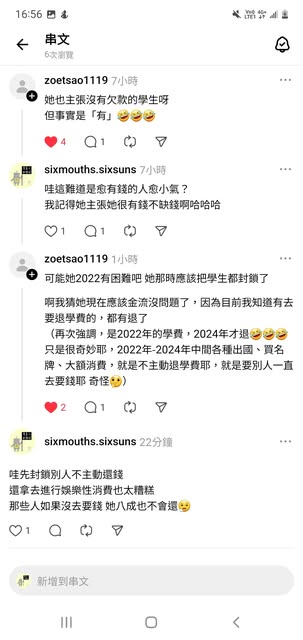 16:56
串文
6次瀏覽
zoetsao1119 7小時
她也主張沒有欠款的學生呀
但事實是「有」🤣🤣🤣
4 1
sixmouths.sixsuns 7小時
哇這難道是愈有錢的人愈小氣？
我記得她主張她很有錢不缺錢啊哈哈哈
1 1
zoetsao1119 1小時
可能她2022有困難吧 她那時應該把學生都封鎖了
啊我猜她現在應該金流沒問題了，因為目前我知道有去
要退學費的，都有退了
（再次強調，是2022年的學費，2024年才退🤣🤣🤣
只是很奇妙耶，2022年-2024年中間各種出國、買名
牌、大額消費，就是不主動退學費耶，就是要別人一直
去要錢耶 奇怪🤔）
2 1
sixmouths.sixsuns 22分鐘
哇先封鎖別人不主動還錢
還拿去進行娛樂性消費也太糟糕
那些人如果沒去要錢 她八成也不會還😥
1
新增到串文